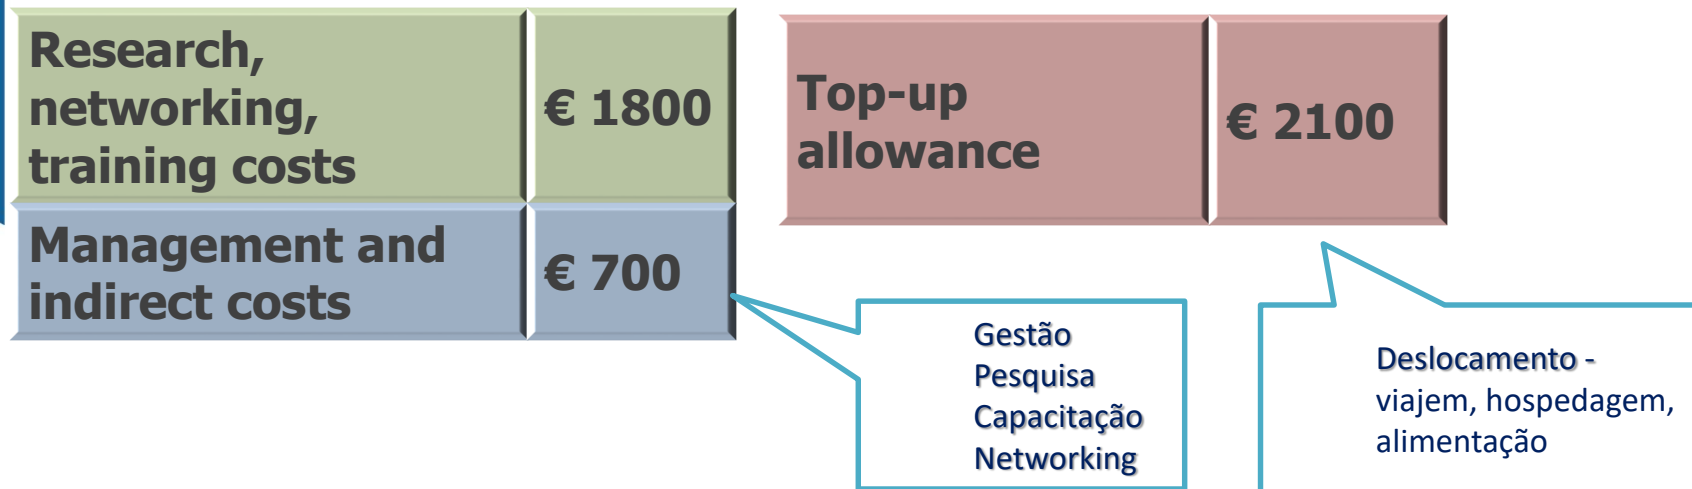 Research,
networking,
training costs
€ 1800
Management and
indirect costs
€ 700
Top-up
allowance
€ 2100
Gestão
Pesquisa
Capacitação
Networking
Deslocamento -
viajem, hospedagem,
alimentação